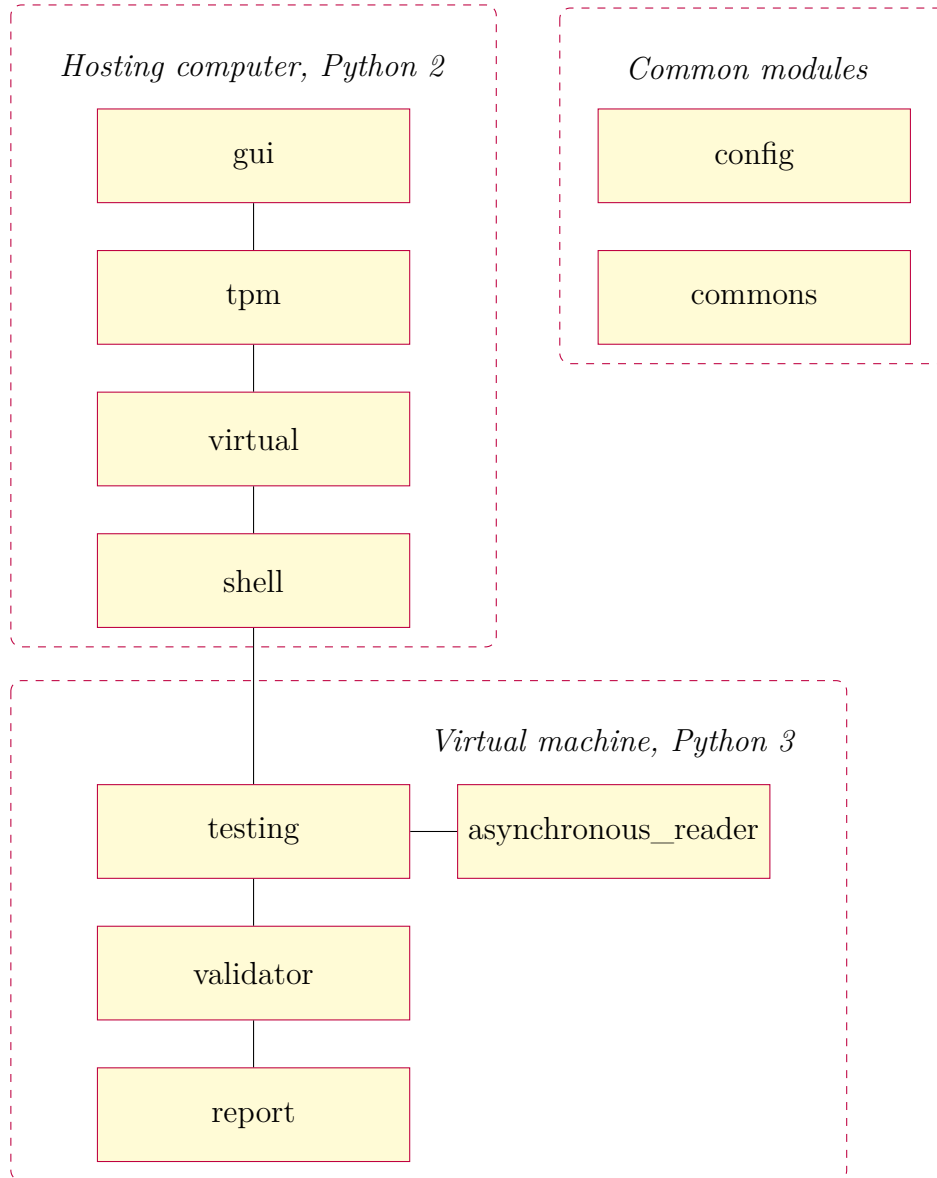 Hosting computer, Python 2
gui
tpm
virtual
shell
Common modules
config
commons
Virtual machine, Python 3
testing
asynchronous_reader
validator
report